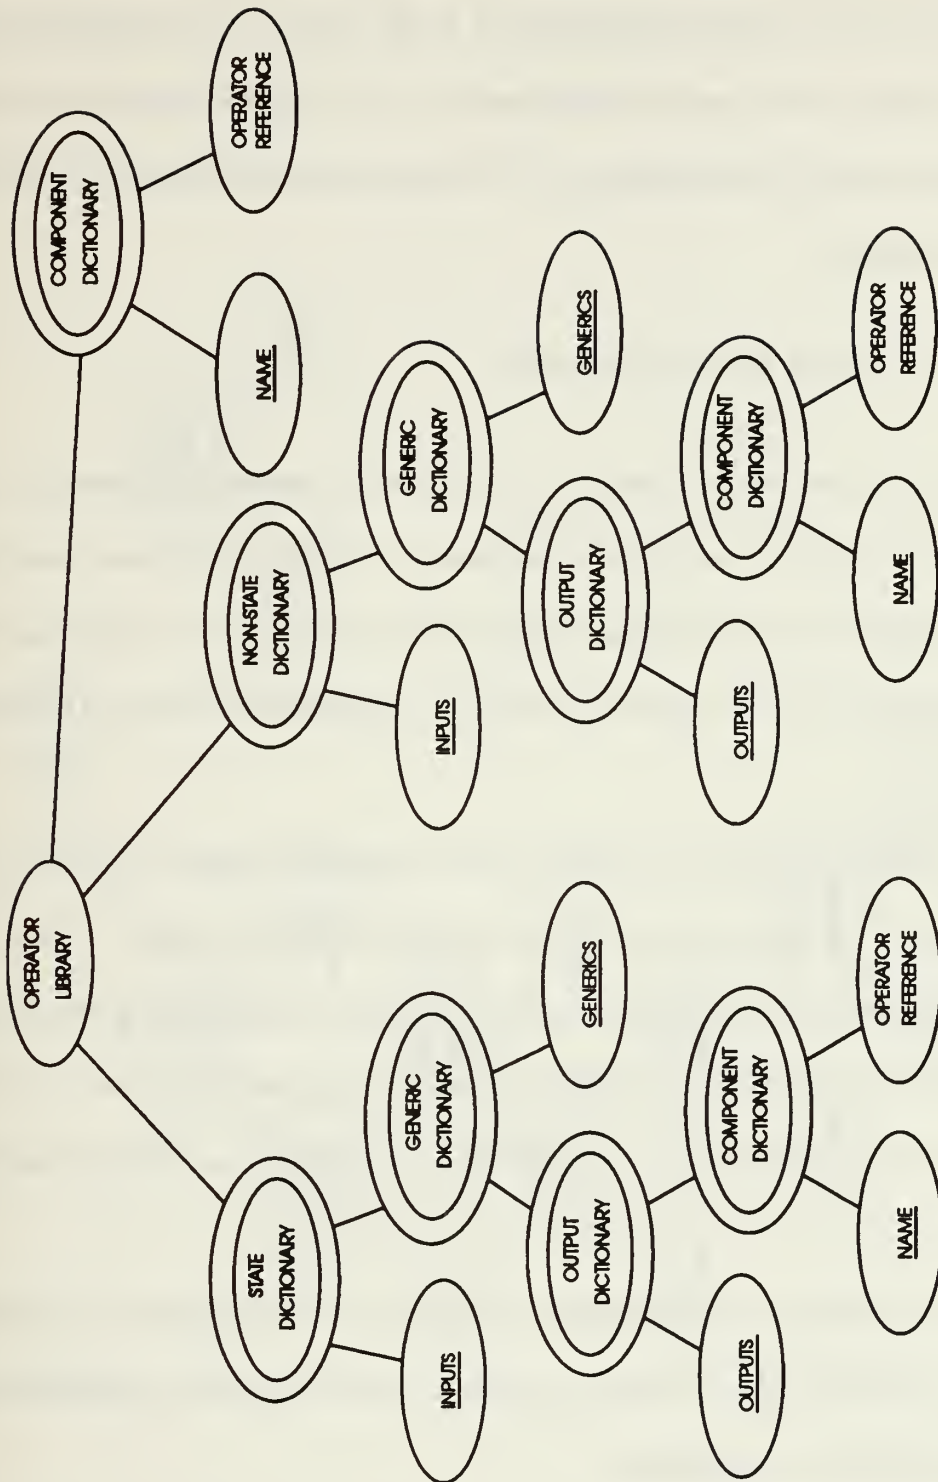 OPERATOR
LIBRARY
STATE
DICTIONARY
NON-STATE
DICTIONARY
COMPONENT
DICTIONARY
INPUTS
GENERIC
DICTIONARY
INPUTS
GENERIC
DICTIONARY
NAME
OPERATOR
REFERENCE
OUTPUT
DICTIONARY
GENERICS
OUTPUT
DICTIONARY
GENERICS
OUTPUTS
COMPONENT
DICTIONARY
OUTPUTS
COMPONENT
DICTIONARY
NAME
OPERATOR
REFERENCE
NAME
OPERATOR
REFERENCE